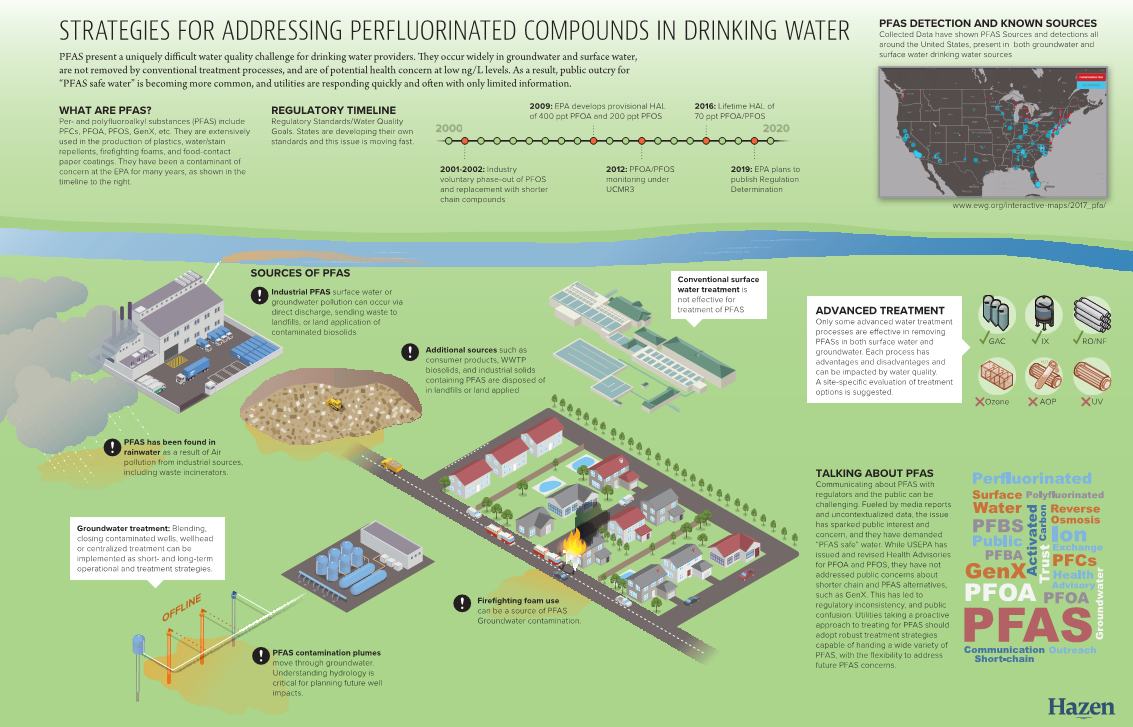 STRATEGIES FOR ADDRESSING PERFLUORINATED COMPOUNDS IN DRINKING WATER
PFAS present a uniquely difficult water quality challenge for drinking water providers. They occur widely in groundwater and surface water,
are not removed by conventional treatment processes, and are of potential health concern at low ng/L levels. As a result, public outcry for
“PFAS safe water” is becoming more common, and utilities are responding quickly and often with only limited information.
WHAT ARE PFAS?
Per- and polyfluoroalkyl substances (PFAS) include
PFCs, PFOA, PFOS, GenX, etc. They are extensively
used in the production of plastics, water/stain
repellents, firefighting foams, and food-contact
paper coatings. They have been a contaminant of
concern at the EPA for many years, as shown in the
timeline to the right.
REGULATORY TIMELINE
Regulatory Standards/Water Quality
Goals. States are developing their own
standards and this issue is moving fast.
2000
2020
2009: EPA develops provisional HAL
of 400 ppt PFOA and 200 ppt PFOS
2016: Lifetime HAL of
70 ppt PFOA/PFOS
2001-2002: Industry
voluntary phase-out of PFOS
and replacement with shorter
chain compounds
2012: PFOA/PFOS
monitoring under
UCMR3
2019: EPA plans to
publish Regulation
Determination
PFAS DETECTION AND KNOWN SOURCES
Collected Data have shown PFAS Sources and detections all
around the United States, present in both groundwater and
surface water drinking water sources
www.ewg.org/interactive-maps/2017_pfa/
SOURCES OF PFAS
Industrial PFAS surface water or
groundwater pollution can occur via
direct discharge, sending waste to
landfills, or land application of
contaminated biosolids
Additional sources such as
consumer products, WWTP
biosolids, and industrial solids
containing PFAS are disposed of
in landfills or land applied
Conventional surface
water treatment is
not effective for
treatment of PFAS
ADVANCED TREATMENT
Only some advanced water treatment
processes are effective in removing
PFASs in both surface water and
groundwater. Each process has
advantages and disadvantages and
can be impacted by water quality.
A site-specific evaluation of treatment
options is suggested.
GAC
IX
RO/NF
Ozone
AOP
UV
PFAS has been found in
rainwater as a result of Air
pollution from industrial sources,
including waste incinerators.
Groundwater treatment: Blending,
closing contaminated wells, wellhead
or centralized treatment can be
implemented as short- and long-term
operational and treatment strategies.
OFFLINE
Firefighting foam use
can be a source of PFAS
Groundwater contamination.
PFAS contamination plumes
move through groundwater.
Understanding hydrology is
critical for planning future well
impacts.
TALKING ABOUT PFAS
Communicating about PFAS with
regulators and the public can be
challenging. Fueled by media reports
and uncontextualized data, the issue
has sparked public interest and
concern, and they have demanded
“PFAS safe” water. While USEPA has
issued and revised Health Advisories
for PFOA and PFOS, they have not
addressed public concerns about
shorter chain and PFAS alternatives,
such as GenX. This has led to
regulatory inconsistency, and public
confusion. Utilities taking a proactive
approach to treating for PFAS should
adopt robust treatment strategies
capable of handing a wide variety of
PFAS, with the flexibility to address
future PFAS concerns.
Perfluorinated
Surface
Water
Polyfluorinated
PFBS
Public
PFBA
Activated
Carbon
Trust
Reverse
Osmosis
Ion
Exchange
PFCs
GenX
Health
Advisory
PFOA
PFOA
Groundwater
PFAS
Communication
Outreach
Short-chain
Hazen